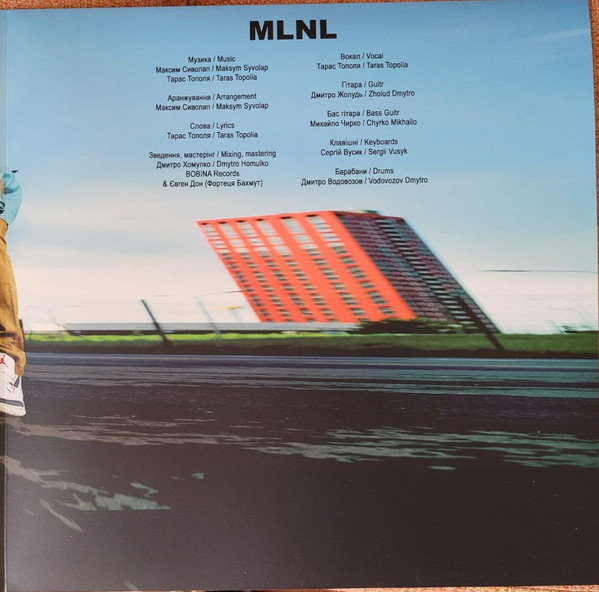 MLNL
Музика / Music
Максим Сиволап / Maksym Syvolap
Тарас Тополя / Taras Topolia
Аранжування / Arrangement
Максим Сиволап / Maksym Syvolap
Слова / Lyrics
Тарас Тополя / Taras Topolia
Зведення, мастерінг / Mixing, mastering
Дмитро Хомулко / Dmytro Homulko
BOBINA Records
& Євген Дон (Фортеця Бахмут)
Вокал / Vocal
Тарас Тополя / Taras Topolia
Гітара / Guitr
Дмитро Жолудь / Zholud Dmytro
Бас гітара / Bass Guitr
Михайло Чирко / Chyrko Mikhailo
Клавішні / Keyboards
Сергій Вусик / Sergii Vusyk
Барабани / Drums
Дмитро Водовозов / Vodovozov Dmytro